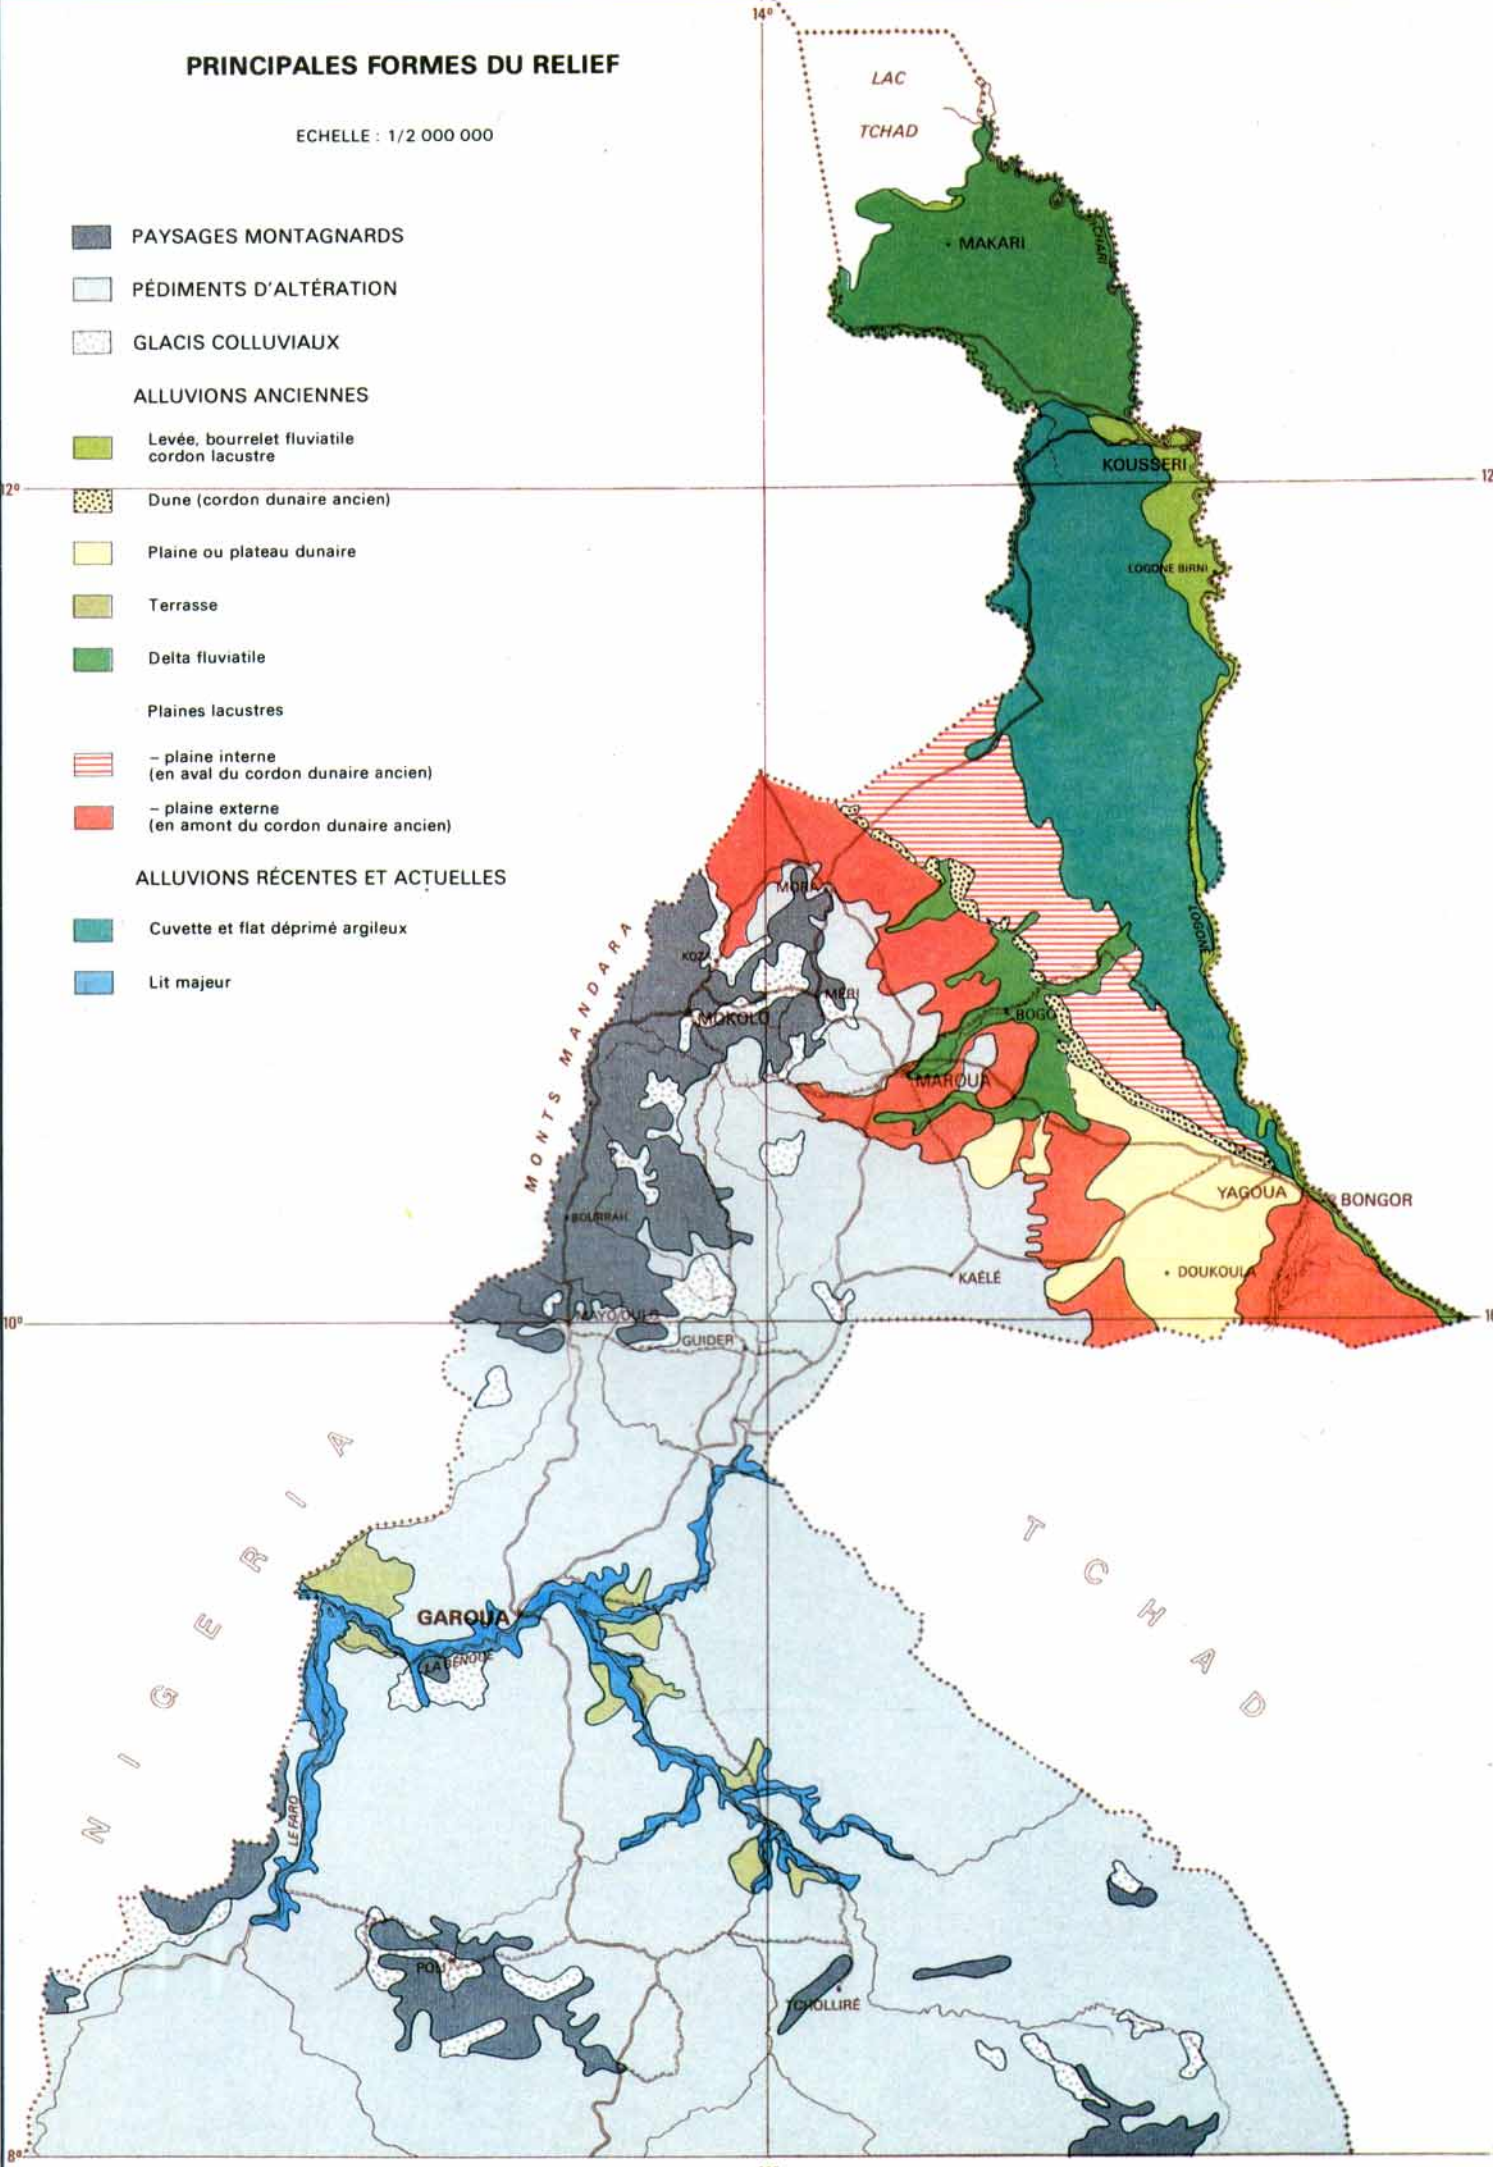 14°
PRINCIPALES FORMES DU RELIEF
ECHELLE : 1/2 000 000
PAYSAGES MONTAGNARDS
PÉDIMENTS D'ALTÉRATION
GLACIS COLLUVIAUX
ALLUVIONS ANCIENNES
Levée, bourrelet fluviatile
cordon lacustre
Dune (cordon dunaire ancien)
Plaine ou plateau dunaire
Terrasse
Delta fluviatile
Plaines lacustres
– plaine interne
(en aval du cordon dunaire ancien)
– plaine externe
(en amont du cordon dunaire ancien)
ALLUVIONS RÉCENTES ET ACTUELLES
Cuvette et flat déprimé argileux
Lit majeur
LAC
TCHAD
MAKARI
CHARI
KOUSSERI
12°
12
LOGONE BIRNI
LOGONE
MORA
KOZA
MÉRI
MOKOLO
BOGO
MAROUA
MONTS MANDARA
BOURRAH
YAGOUA
BONGOR
KAÉLÉ
DOUKOULA
MAYO OULO
10°
GUIDER
NIGERIA
TCHAD
GAROUA
LA BÉNOUÉ
LE FARO
POLI
TCHOLLIRÉ
8°